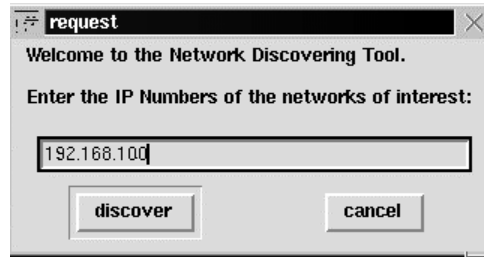 request
Welcome to the Network Discovering Tool.
Enter the IP Numbers of the networks of interest:
192.168.100
discover cancel